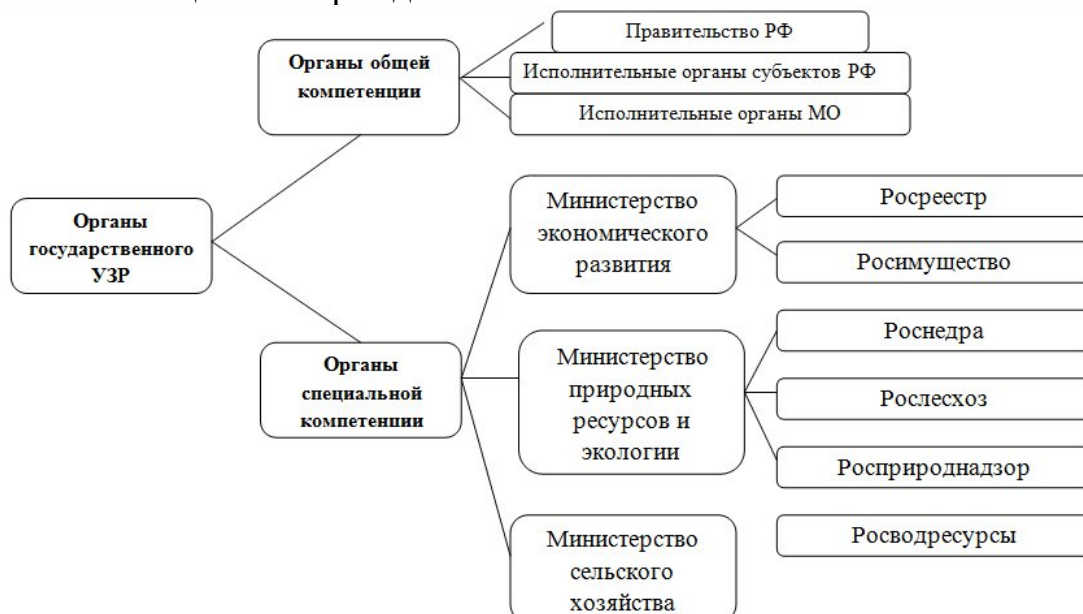 Органы общей
компетенции
Правительство РФ
Исполнительные органы субъектов РФ
Исполнительные органы МО
Органы
государственного
УЗР
Органы
специальной
компетенции
Министерство
экономического
развития
Росреестр
Росимущество
Министерство
природных
ресурсов и
экологии
Роснедра
Рослесхоз
Росприроднадзор
Росводресурсы
Министерство
сельского
хозяйства